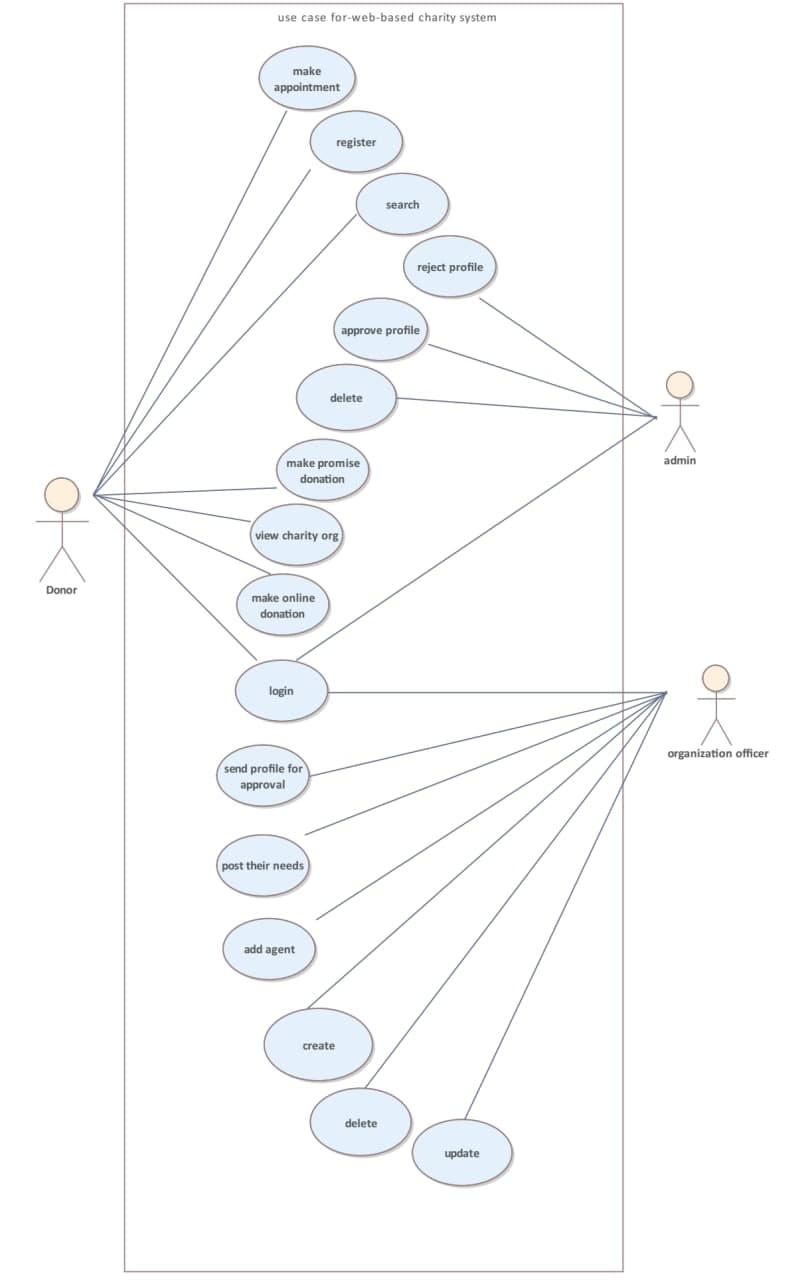 use case for-web-based charity system
make
appointment
register
search
reject profile
approve profile
delete
make promise
donation
view charity org
make online
donation
login
send profile for
approval
post their needs
add agent
create
delete
update
Donor
admin
organization officer